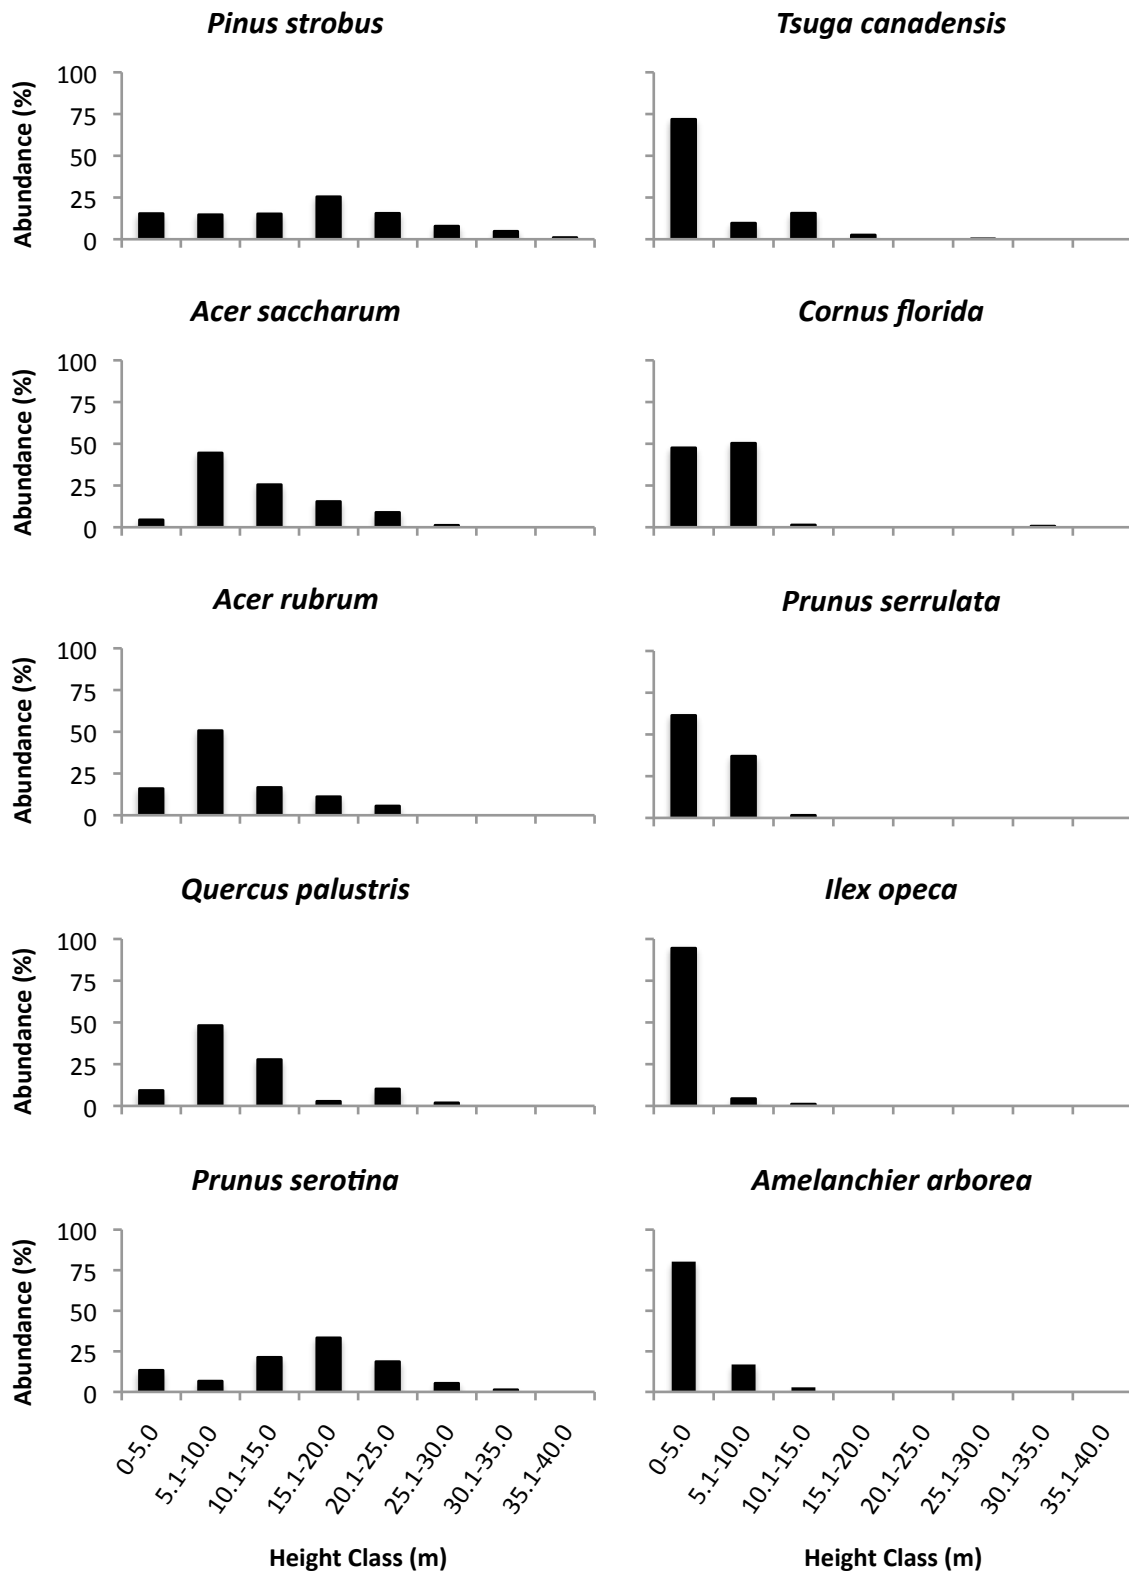 Pinus strobus
Tsuga canadensis
Abundance (%)
100
75
50
25
0
Acer saccharum
Cornus florida
Abundance (%)
100
75
50
25
0
Acer rubrum
Prunus serrulata
Abundance (%)
100
75
50
25
0
Quercus palustris
Ilex opeca
Abundance (%)
100
75
50
25
0
Prunus serotina
Amelanchier arborea
Abundance (%)
100
75
50
25
0
0-5.0
5.1-10.0
10.1-15.0
15.1-20.0
20.1-25.0
25.1-30.0
30.1-35.0
35.1-40.0
0-5.0
5.1-10.0
10.1-15.0
15.1-20.0
20.1-25.0
25.1-30.0
30.1-35.0
35.1-40.0
Height Class (m)
Height Class (m)